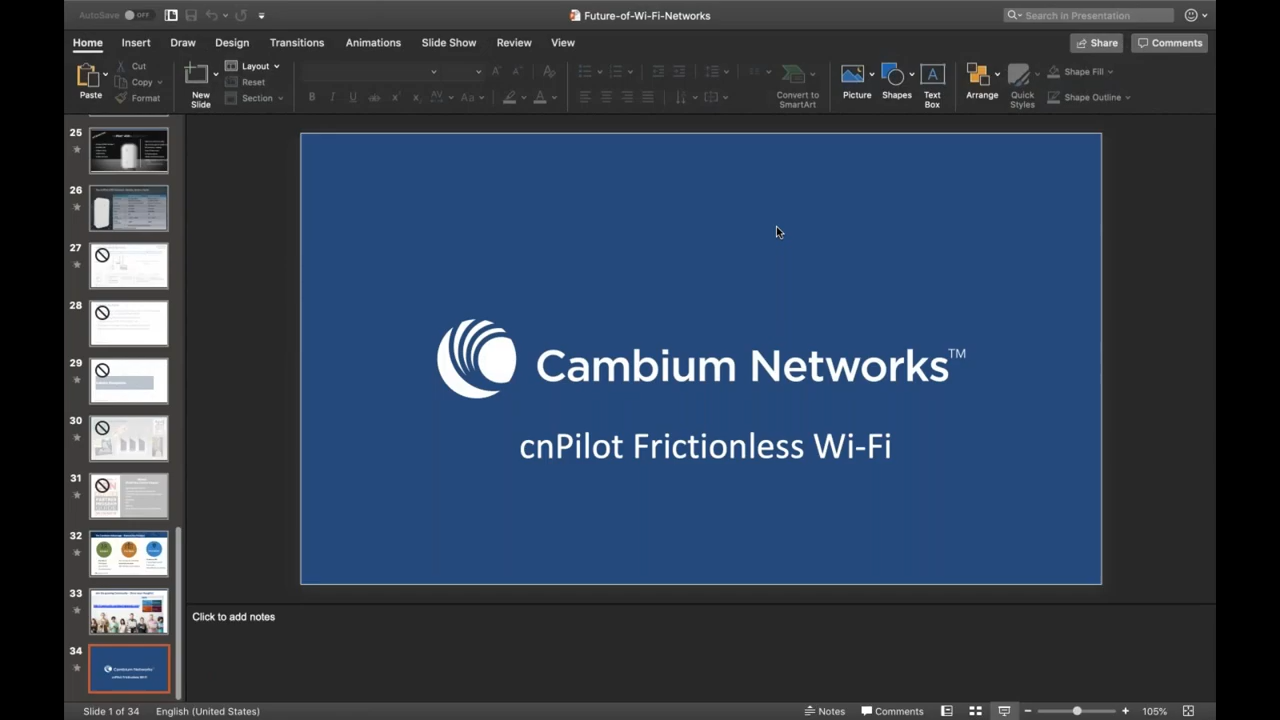 AutoSave OFF
Future-of-Wi-Fi-Networks
Search in Presentation
Home Insert Draw Design Transitions Animations Slide Show Review View
Share Comments
Paste
Cut
Copy
Format
New Slide
Layout
Reset
Section
Convert to SmartArt
Picture
Shapes
Text Box
Arrange
Quick Styles
Shape Fill
Shape Outline
25
26
27
28
29
30
31
32
33
34
Cambium Networks™
cnPilot Frictionless Wi-Fi
Click to add notes
Slide 1 of 34 English (United States)
Notes Comments 105%